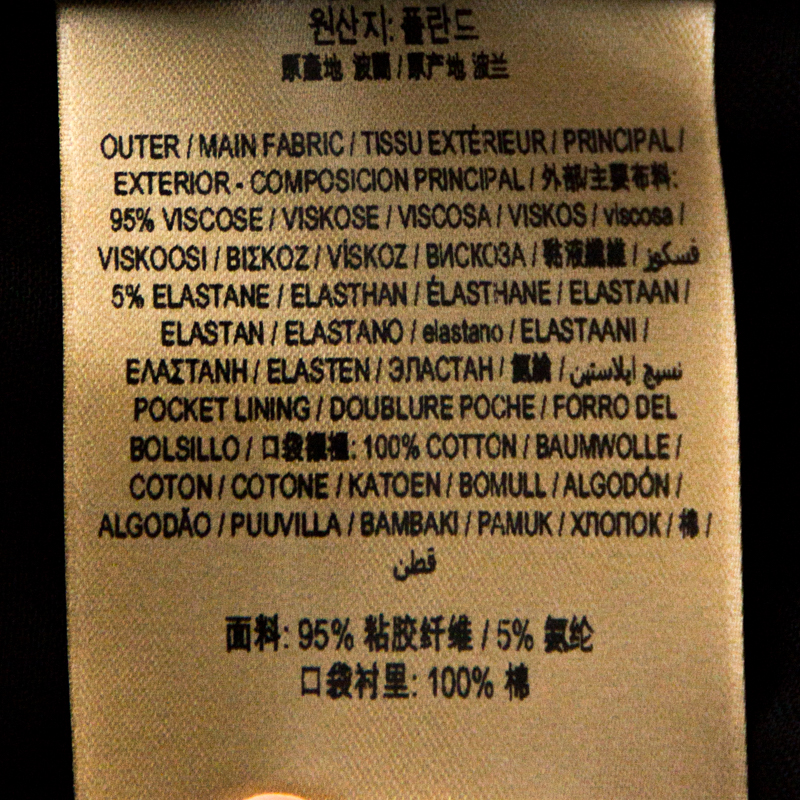 원산지: 폴란드
原產地 波蘭 / 原产地 波兰
OUTER / MAIN FABRIC / TISSU EXTÉRIEUR / PRINCIPAL /
EXTERIOR - COMPOSICION PRINCIPAL / 外部/主要布料:
95% VISCOSE / VISKOSE / VISCOSA / VISKOS / viscosa /
VISKOOSI / ΒΙΣΚΟΖ / VİSKOZ / ВИСКОЗА / 黏液纖維 / فسكوز
5% ELASTANE / ELASTHAN / ÉLASTHANE / ELASTAAN /
ELASTAN / ELASTANO / elastano / ELASTAANI /
ΕΛΑΣΤΑΝΗ / ELASTEN / ЭЛАСТАН / 氨綸 / نسيج ايلاستين
POCKET LINING / DOUBLURE POCHE / FORRO DEL
BOLSILLO / 口袋襯裡: 100% COTTON / BAUMWOLLE /
COTON / COTONE / KATOEN / BOMULL / ALGODÓN /
ALGODÃO / PUUVILLA / BAMBAKI / PAMUK / ХЛОПОК / 棉 /
قطن
面料: 95% 粘胶纤维 / 5% 氨纶
口袋衬里: 100% 棉